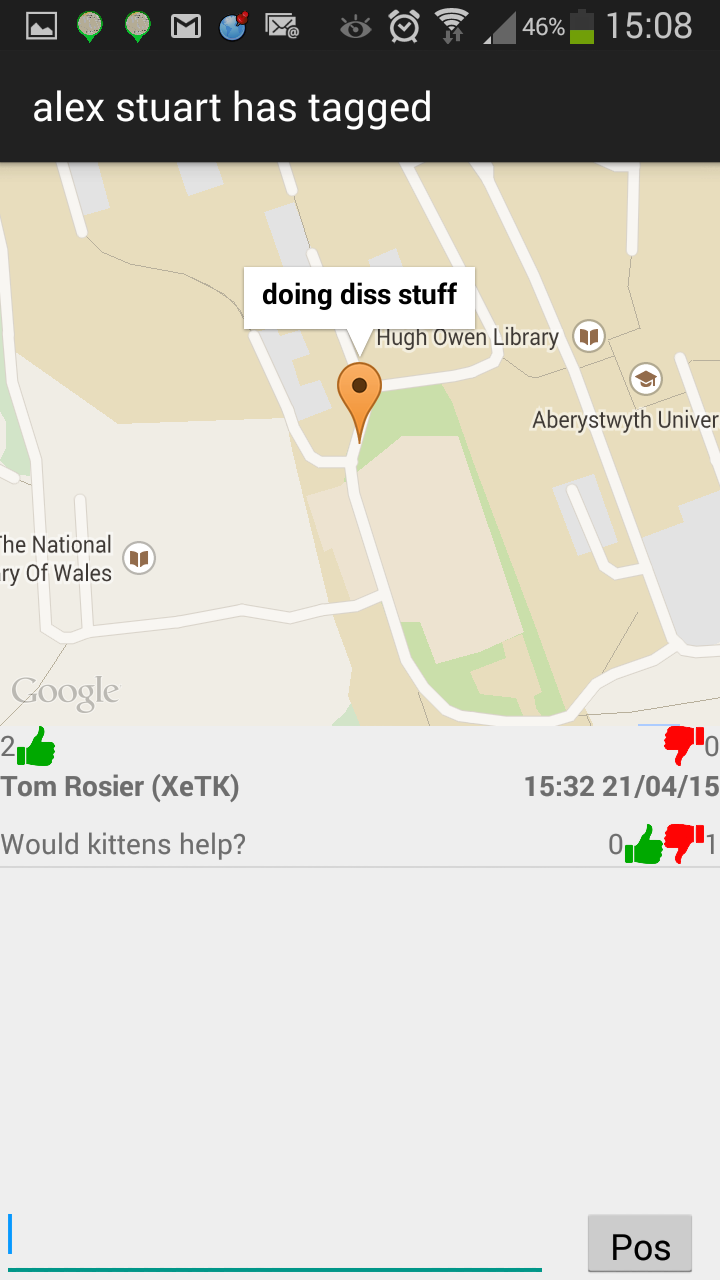 46% 15:08
alex stuart has tagged
doing diss stuff
Hugh Owen Library
Aberystwyth Univer
The National
ry Of Wales
Google
2 0
Tom Rosier (XeTK) 15:32 21/04/15
Would kittens help? 0 1
Pos